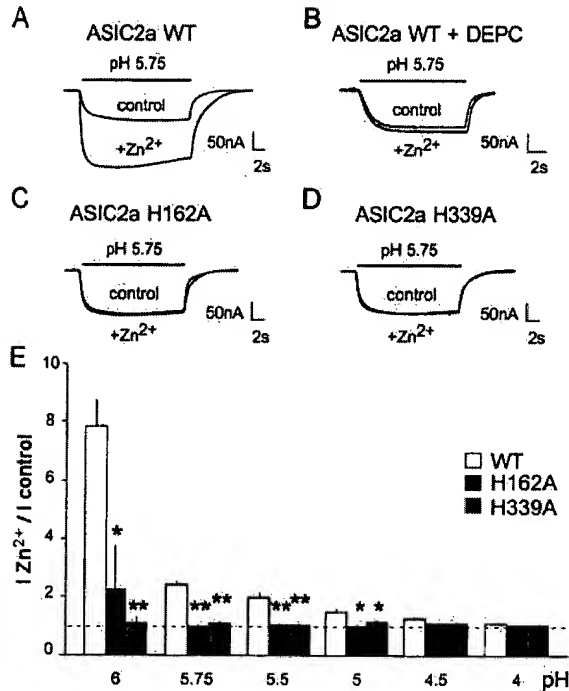 A
ASIC2a WT
pH 5.75
control
+Zn2+
50nA
2s
B
ASIC2a WT + DEPC
pH 5.75
control
+Zn2+
50nA
2s
C
ASIC2a H162A
pH 5.75
control
+Zn2+
50nA
2s
D
ASIC2a H339A
pH 5.75
control
+Zn2+
50nA
2s
E
I Zn2+ / I control
10
8
6
4
2
0
WT
H162A
H339A
*
**
**
**
**
**
*
*
6
5.75
5.5
5
4.5
4
pH